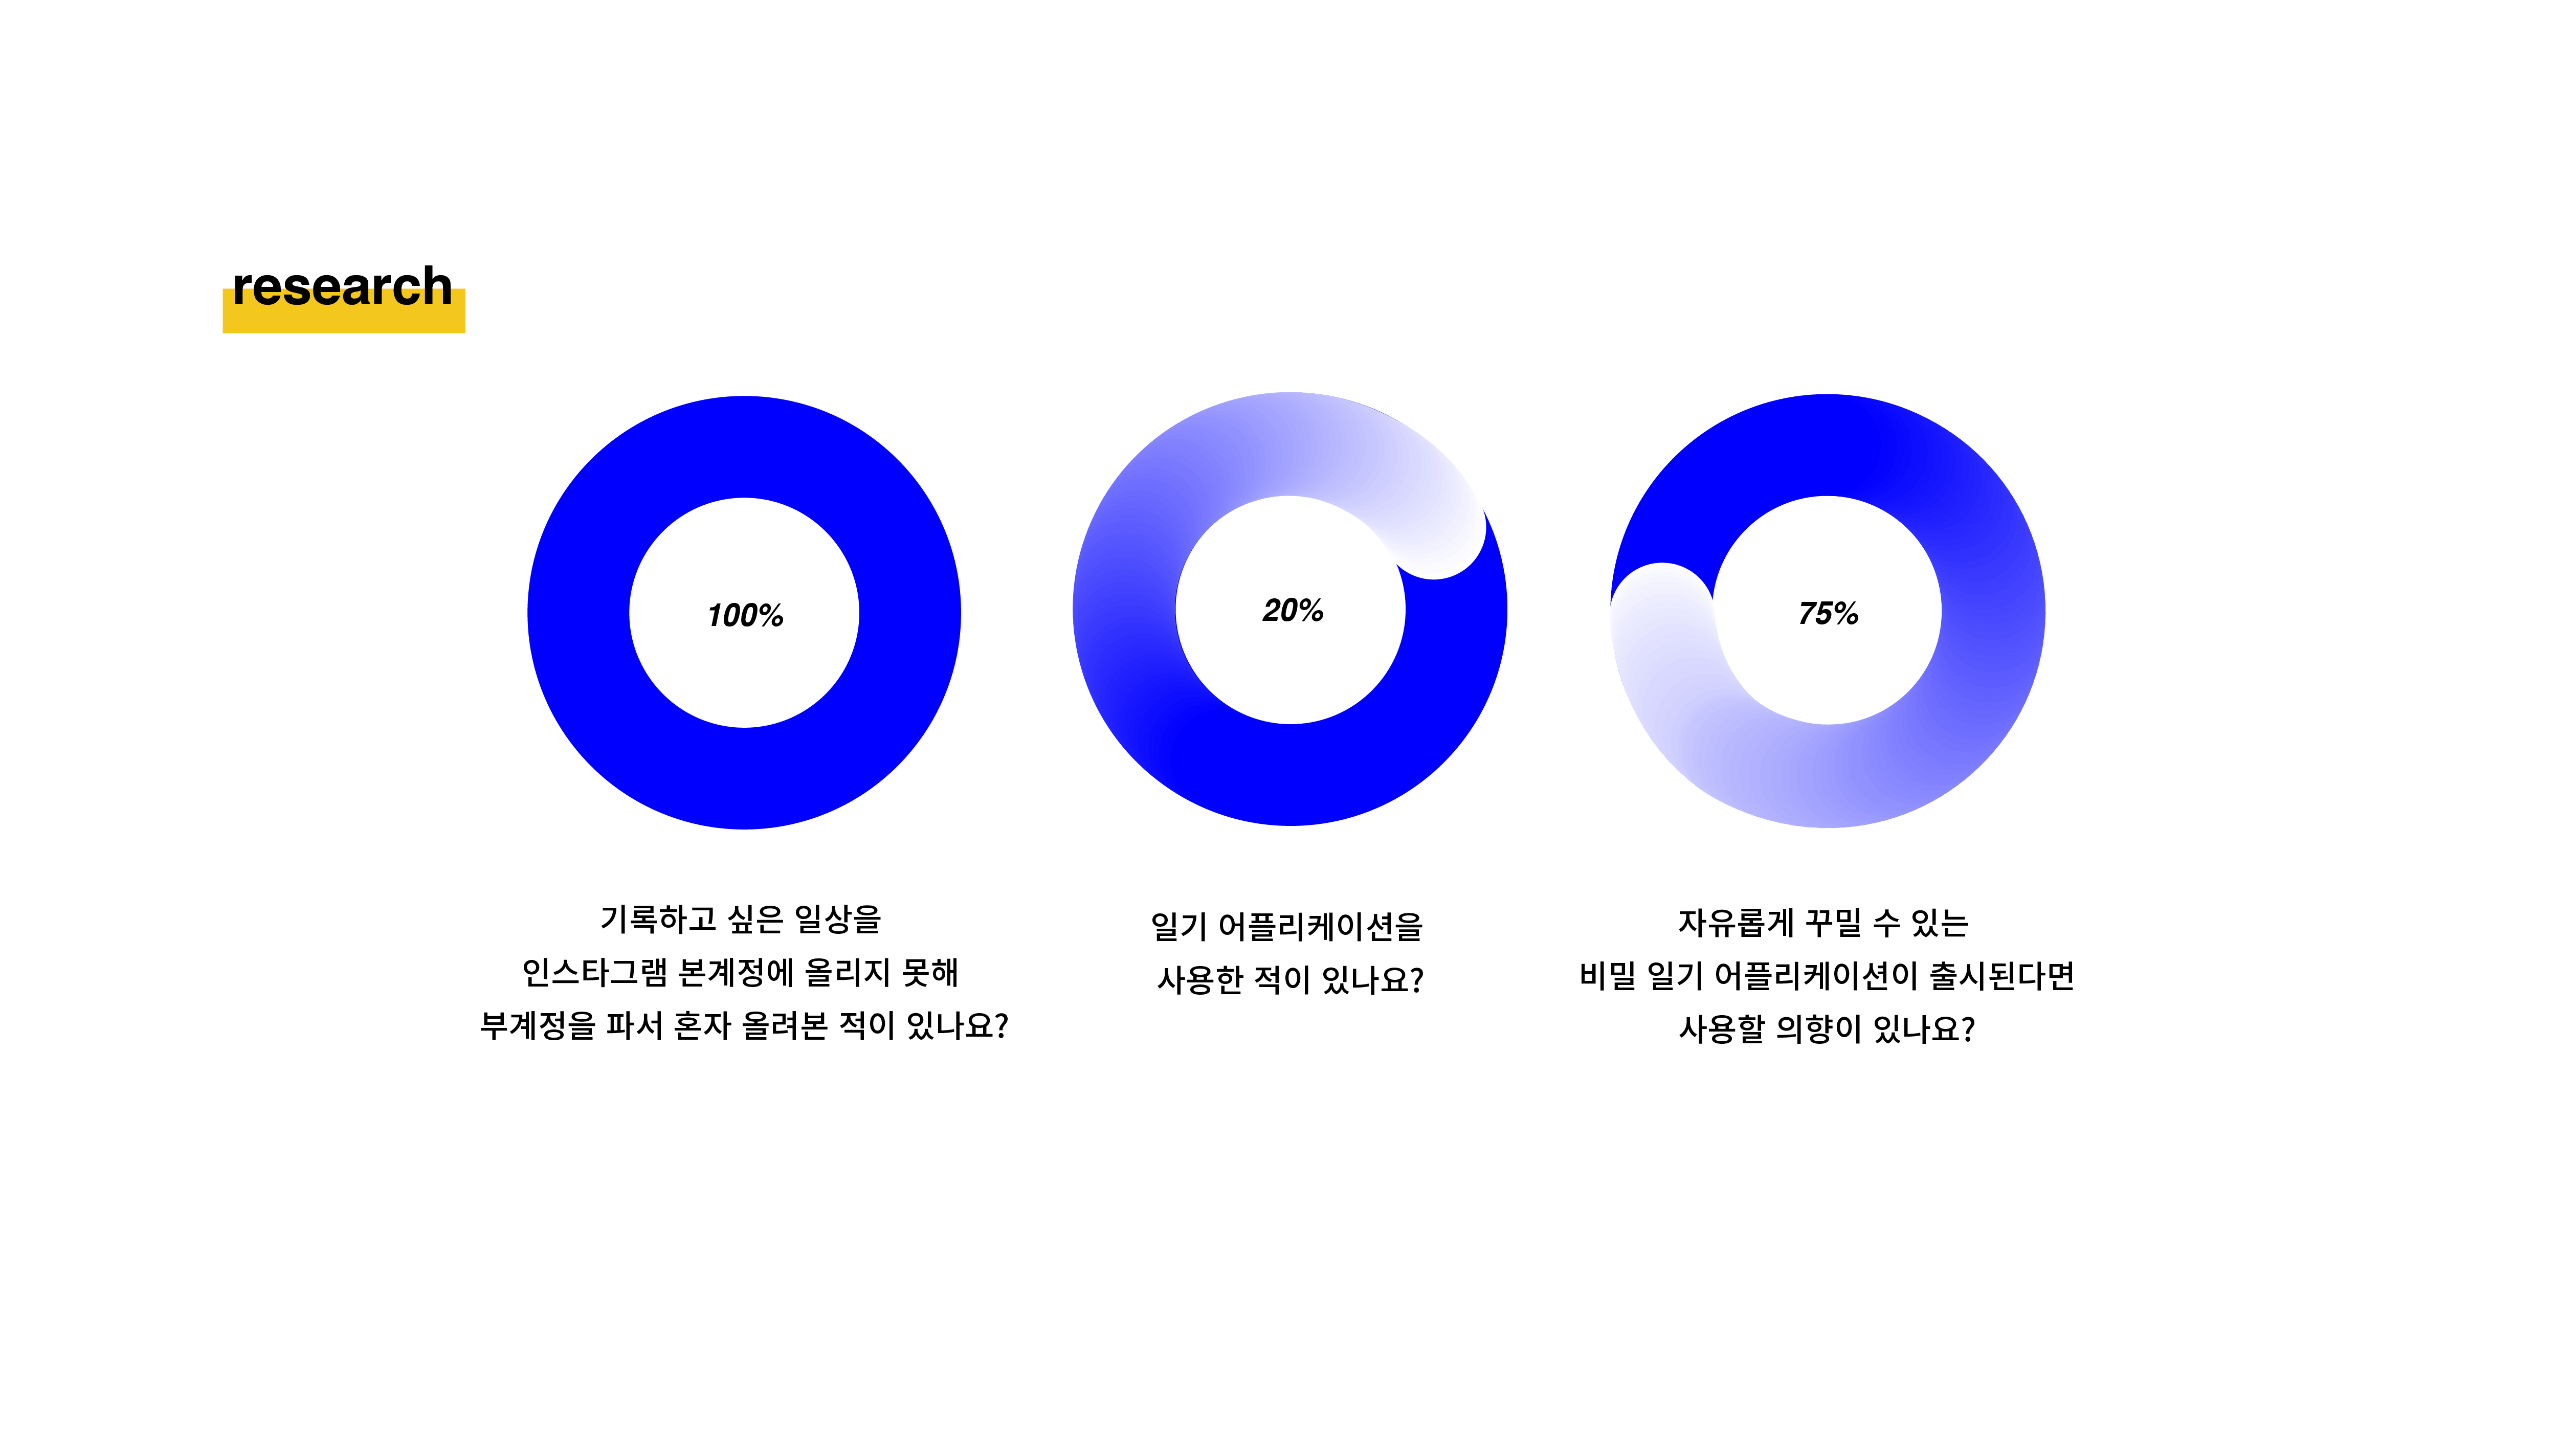 research
100%
20%
75%
기록하고 싶은 일상을
인스타그램 본계정에 올리지 못해
부계정을 파서 혼자 올려본 적이 있나요?
일기 어플리케이션을
사용한 적이 있나요?
자유롭게 꾸밀 수 있는
비밀 일기 어플리케이션이 출시된다면
사용할 의향이 있나요?